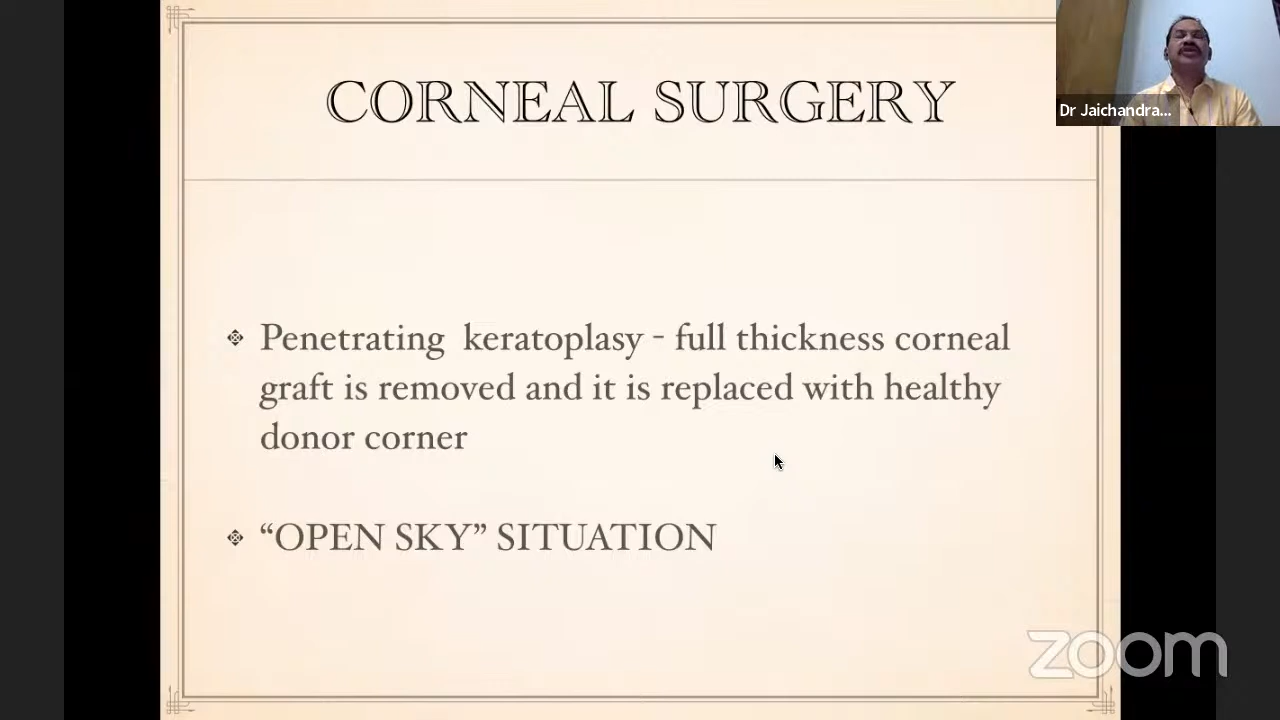 CORNEAL SURGERY
Dr Jaichandra...
Penetrating keratoplasy - full thickness corneal
graft is removed and it is replaced with healthy
donor corner
“OPEN SKY” SITUATION
zoom